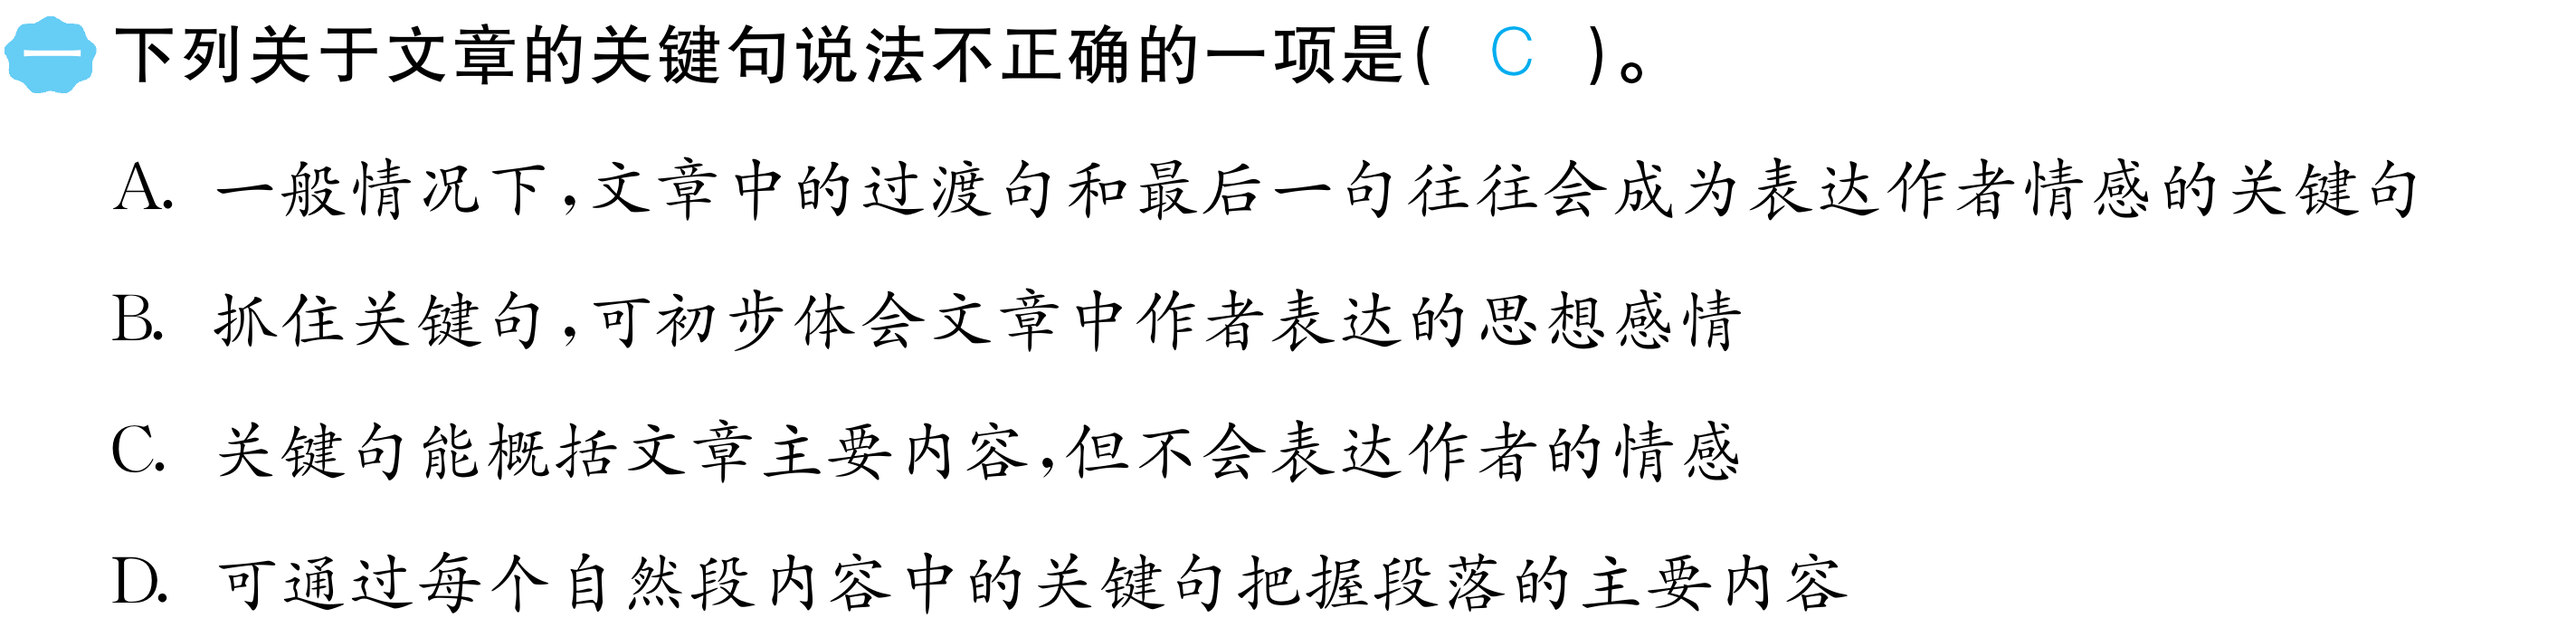 一 下列关于文章的关键句说法不正确的一项是( C )。
A. 一般情况下,文章中的过渡句和最后一句往往会成为表达作者情感的关键句
B. 抓住关键句,可初步体会文章中作者表达的思想感情
C. 关键句能概括文章主要内容,但不会表达作者的情感
D. 可通过每个自然段内容中的关键句把握段落的主要内容